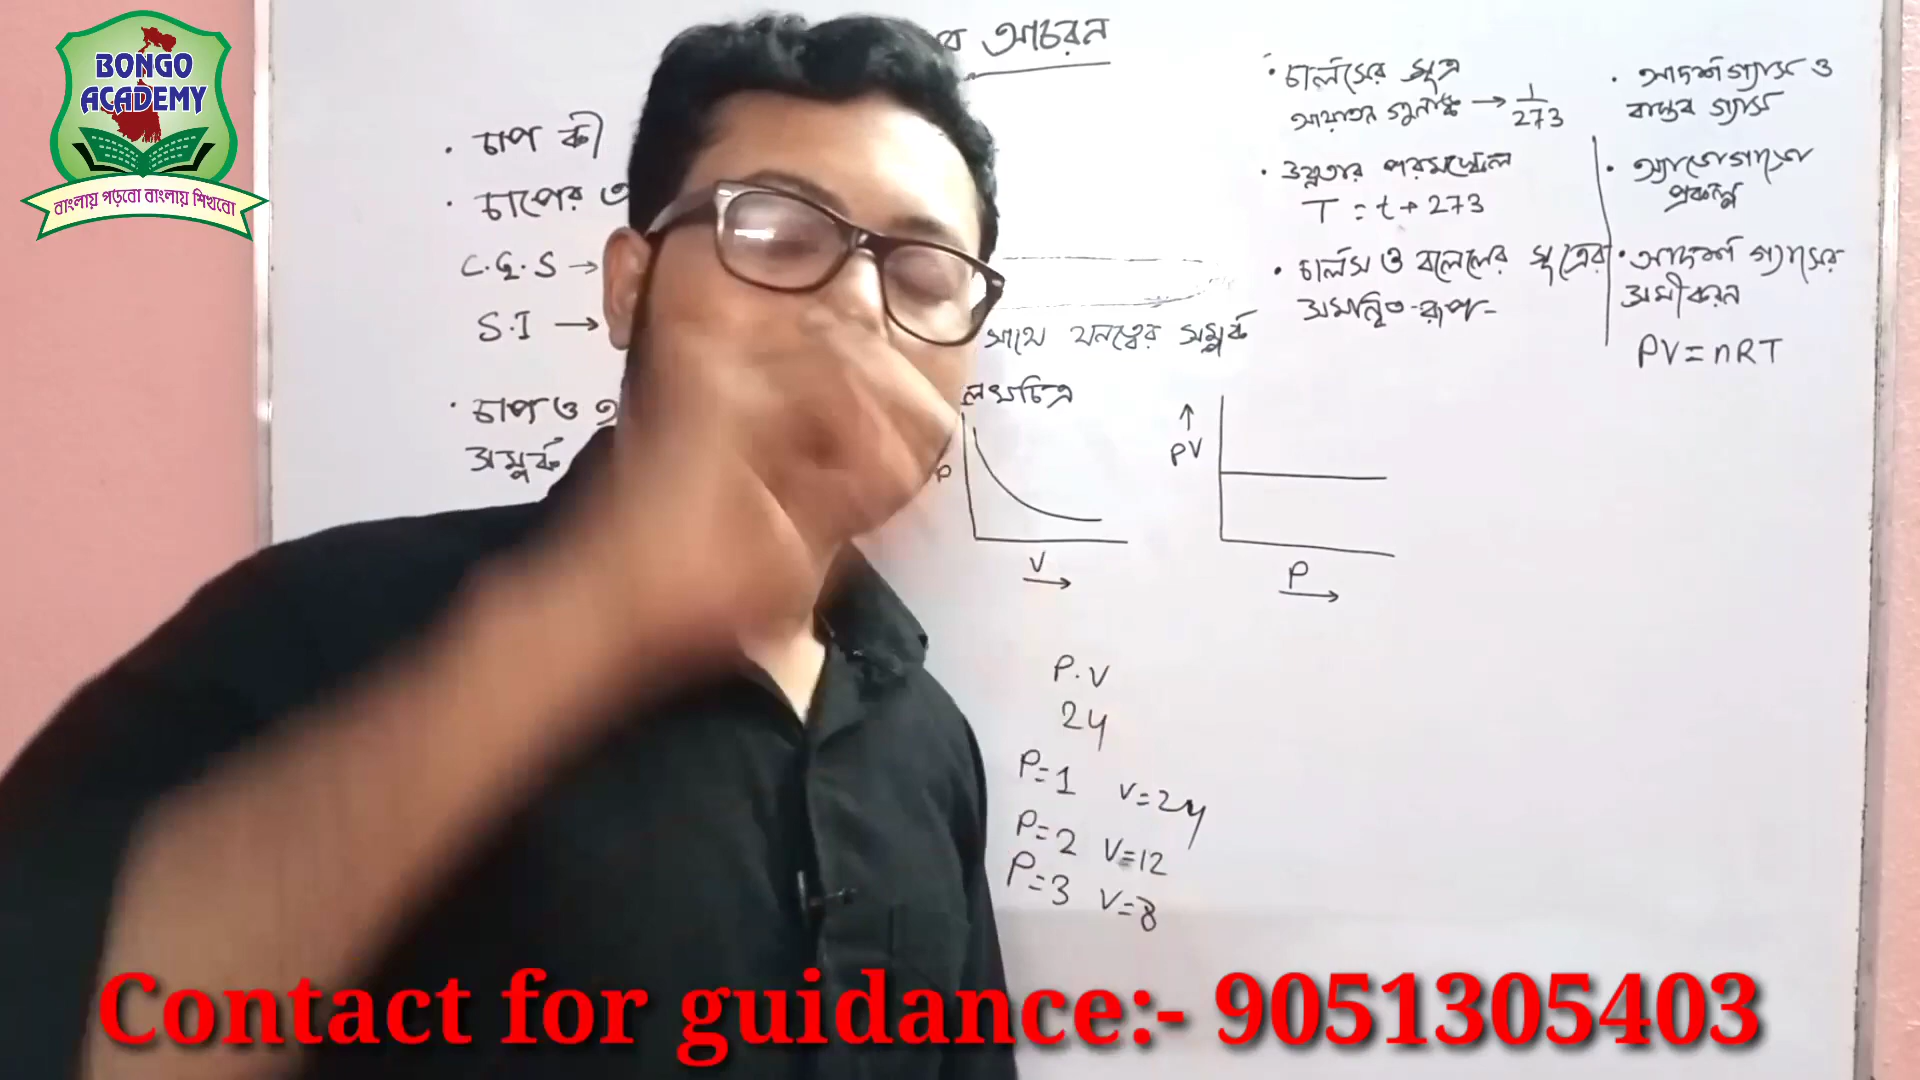 BONGO
ACADEMY
বাংলায় পড়বো বাংলায় শিখবো
আচরন
• চাপ কী
• চাপের
C.G.S →
S.I →
• চাপ ও
সম্পর্ক
সাথে ঘনত্বের সম্পর্ক
লেখচিত্র
P
V
↑
PV
P
P.V
24
P=1 V=24
P=2 V=12
P=3 V=8
• চার্লসের সূত্র
আয়তন গুনাঙ্ক → 1/273
• উষ্ণতার পরমস্কেল
T = t + 273
• চার্লস ও বয়েলের সূত্রের
সমন্বিত রূপ-
• আদর্শ গ্যাস ও
বাস্তব গ্যাস
• অ্যাভোগাড্রো
প্রকল্প
• আদর্শ গ্যাসের
সমীকরন
PV = nRT
Contact for guidance:- 9051305403